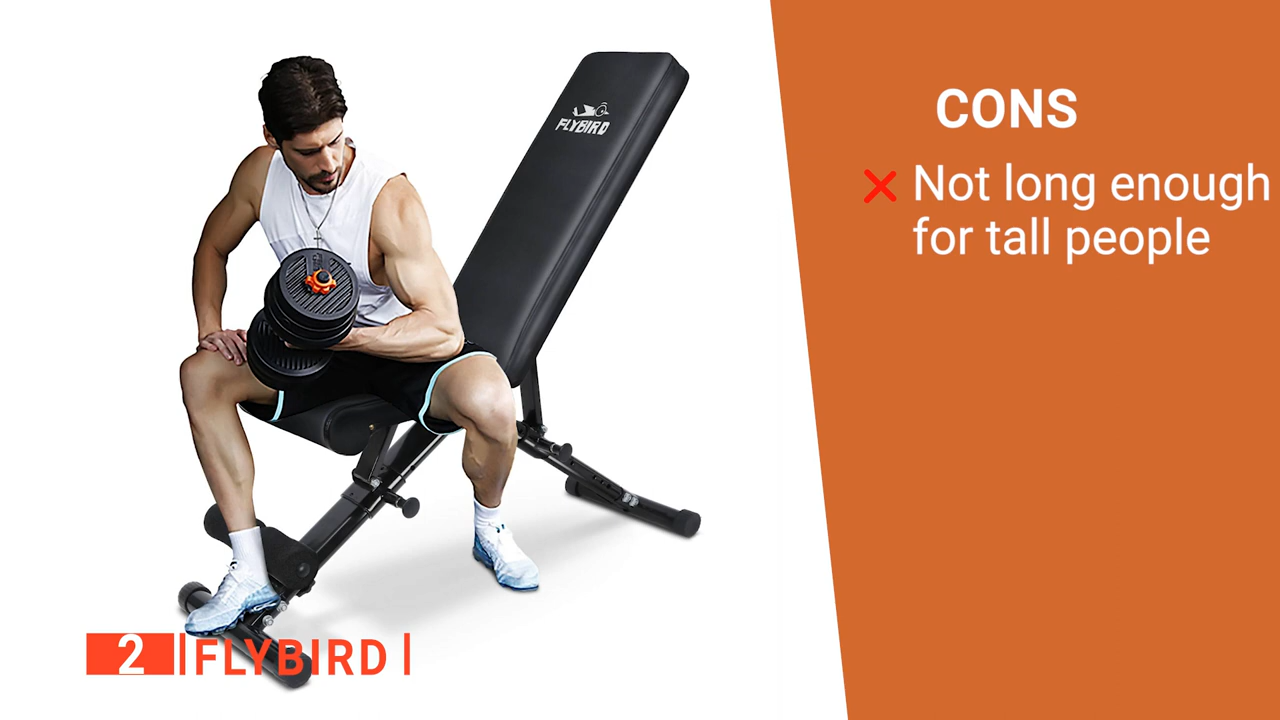 FLYBIRD
CONS
Not long enough
for tall people
2 FLYBIRD